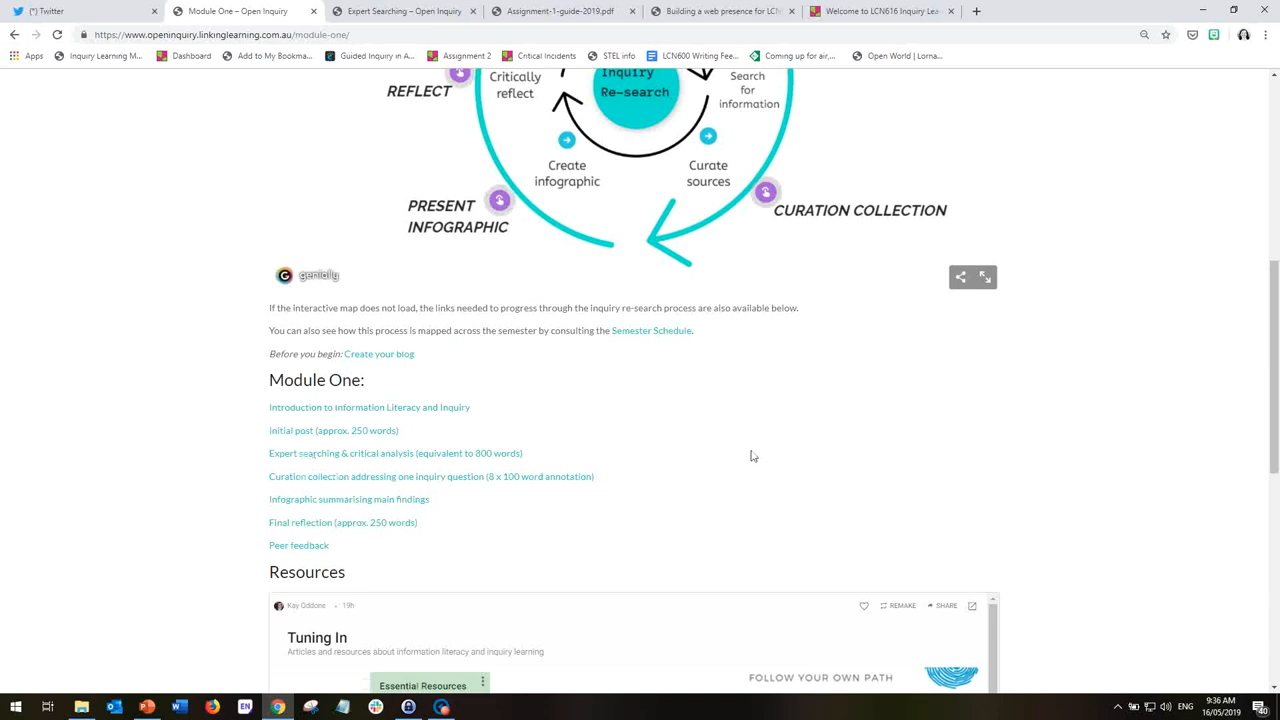 (*) Twitter
Module One – Open Inquiry
Expert Searching – Open Inquiry
Assignment-1-guide-2019.pdf
Building a web presence for LCN
Welcome to LCN616 Inquiry Lea
https://www.openinquiry.linkinglearning.com.au/module-one/
Apps
Inquiry Learning M...
Dashboard
Add to My Bookma...
Guided Inquiry in A...
Assignment 2
Critical Incidents
STEL info
LCN600 Writing Fee...
Coming up for air,...
Open World | Lorna...
Inquiry
Re-search
Critically
reflect
Search
for
information
REFLECT
Create
infographic
Curate
sources
PRESENT
INFOGRAPHIC
CURATION COLLECTION
genially
If the interactive map does not load, the links needed to progress through the inquiry re-search process are also available below.
You can also see how this process is mapped across the semester by consulting the Semester Schedule.
Before you begin: Create your blog
Module One:
Introduction to Information Literacy and Inquiry
Initial post (approx. 250 words)
Expert searching & critical analysis (equivalent to 800 words)
Curation collection addressing one inquiry question (8 x 100 word annotation)
Infographic summarising main findings
Final reflection (approx. 250 words)
Peer feedback
Resources
Kay Oddone • 19h
REMAKE
SHARE
Tuning In
Articles and resources about information literacy and inquiry learning
Essential Resources
FOLLOW YOUR OWN PATH
EN
9:36 AM
16/05/2019
40